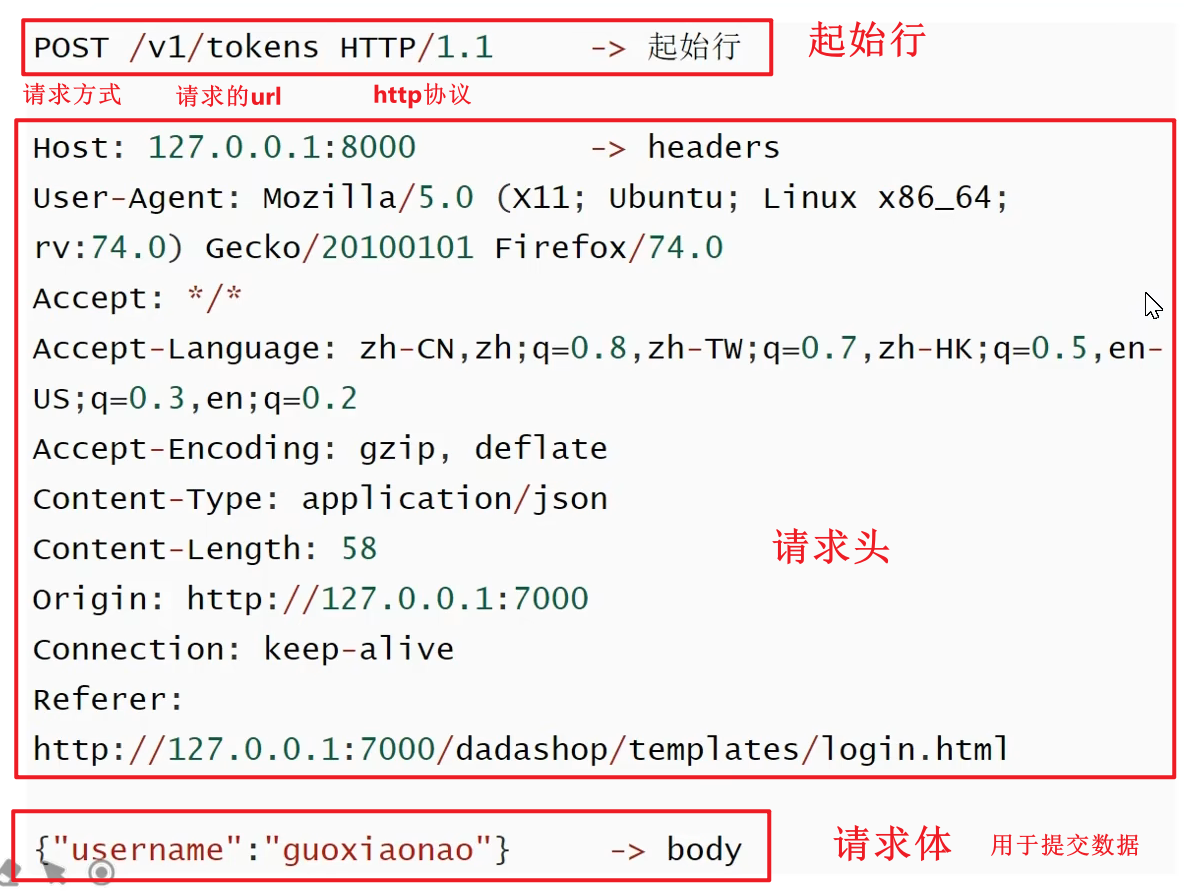 POST /v1/tokens HTTP/1.1 -> 起始行 起始行
请求方式 请求的url http协议
Host: 127.0.0.1:8000 -> headers
User-Agent: Mozilla/5.0 (X11; Ubuntu; Linux x86_64;
rv:74.0) Gecko/20100101 Firefox/74.0
Accept: */*
Accept-Language: zh-CN,zh;q=0.8,zh-TW;q=0.7,zh-HK;q=0.5,en-
US;q=0.3,en;q=0.2
Accept-Encoding: gzip, deflate
Content-Type: application/json
Content-Length: 58
请求头
Origin: http://127.0.0.1:7000
Connection: keep-alive
Referer:
http://127.0.0.1:7000/dadashop/templates/login.html
{"username":"guoxiaonao"} -> body 请求体 用于提交数据